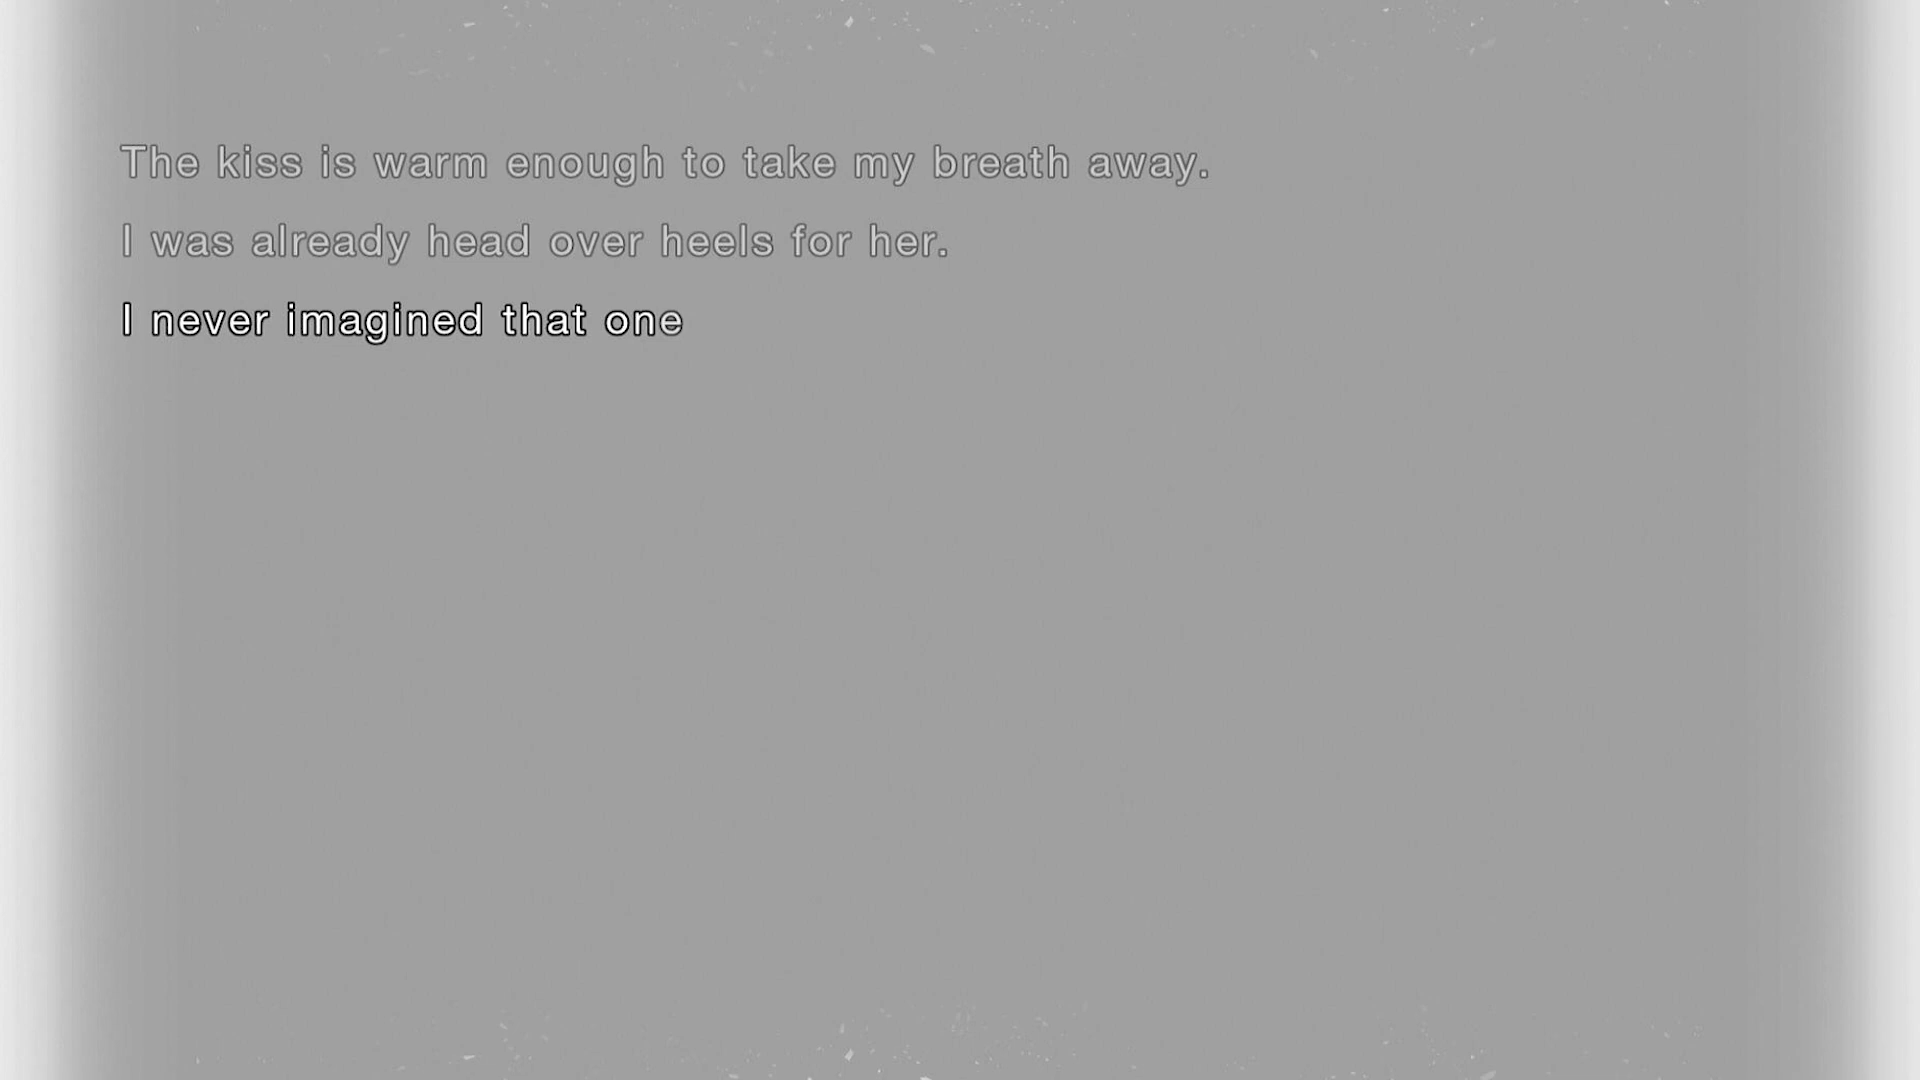 The kiss is warm enough to take my breath away.
I was already head over heels for her.
I never imagined that one